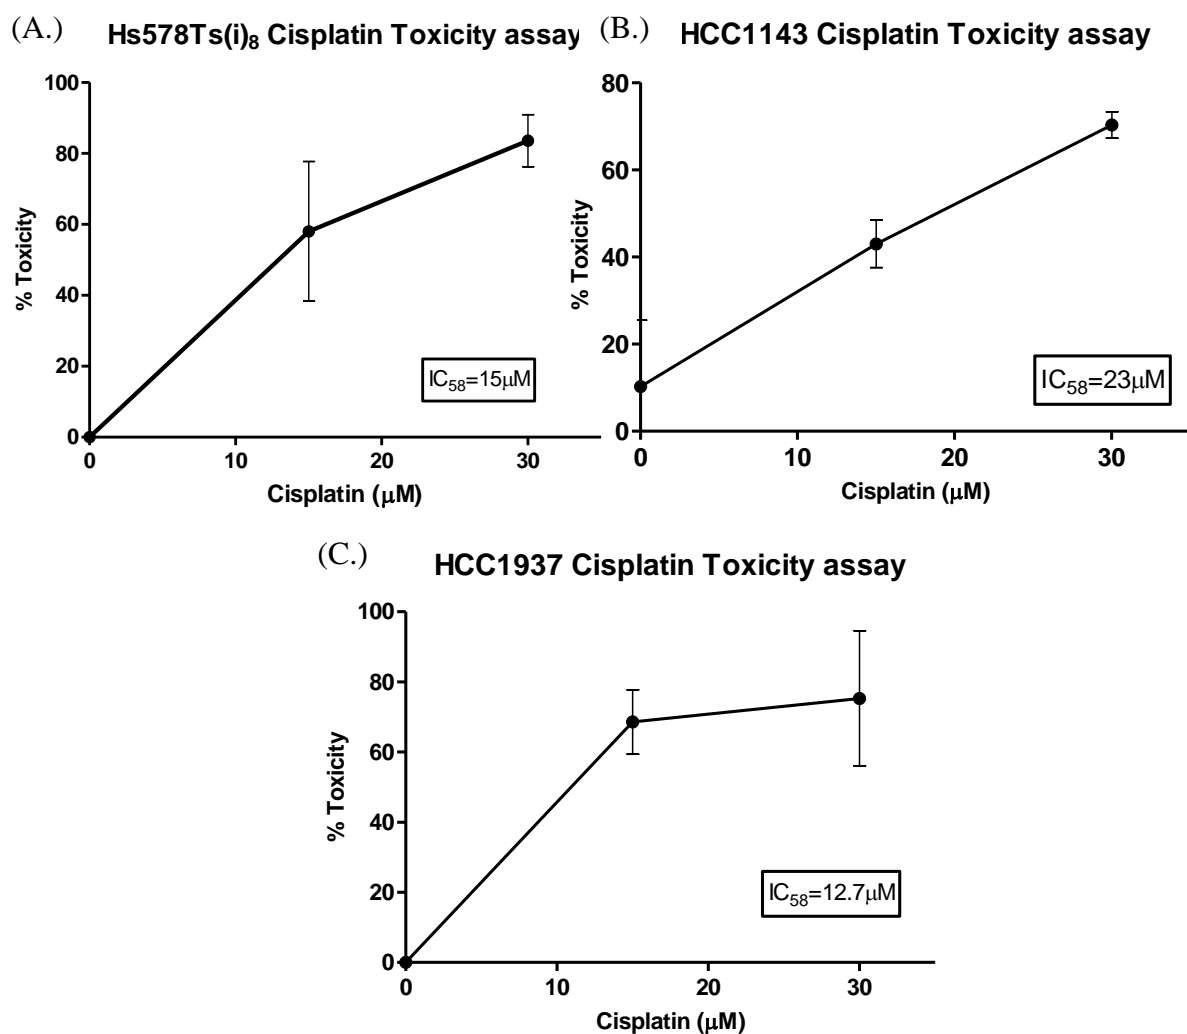 (A.)
Hs578Ts(i)₈ Cisplatin Toxicity assay
100
80
60
40
20
0
% Toxicity
0 10 20 30
Cisplatin (μM)
IC₅₈=15μM
(B.)
HCC1143 Cisplatin Toxicity assay
80
60
40
20
0
% Toxicity
0 10 20 30
Cisplatin (μM)
IC₅₈=23μM
(C.)
HCC1937 Cisplatin Toxicity assay
100
80
60
40
20
0
% Toxicity
0 10 20 30
Cisplatin (μM)
IC₅₈=12.7μM